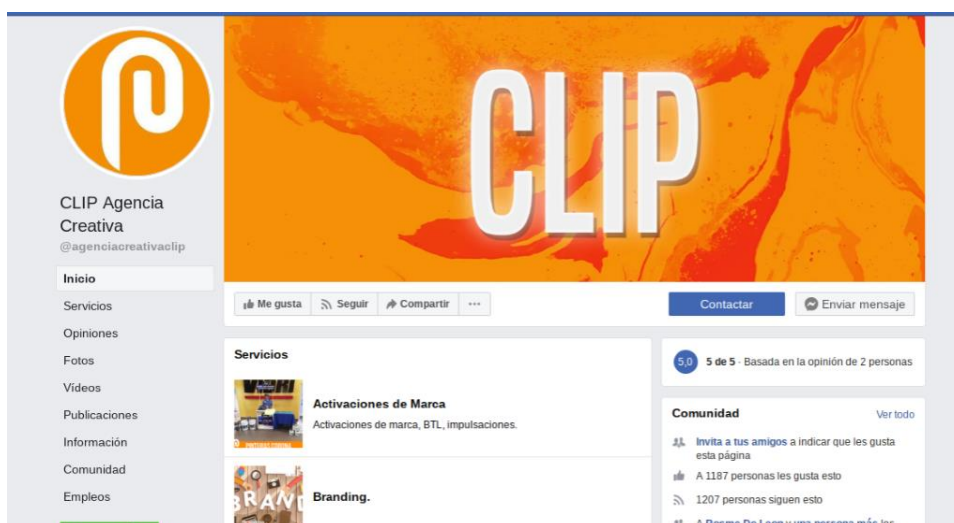 CLIP
CLIP Agencia
Creativa
@agenciacreativaclip
Inicio
Servicios
Opiniones
Fotos
Vídeos
Publicaciones
Información
Comunidad
Empleos
Me gusta
Seguir
Compartir
Contactar
Enviar mensaje
Servicios
Activaciones de Marca
Activaciones de marca, BTL, impulsaciones.
BRAND
Branding.
5,0
5 de 5 · Basada en la opinión de 2 personas
Comunidad
Ver todo
Invita a tus amigos a indicar que les gusta
esta página
A 1187 personas les gusta esto
1207 personas siguen esto